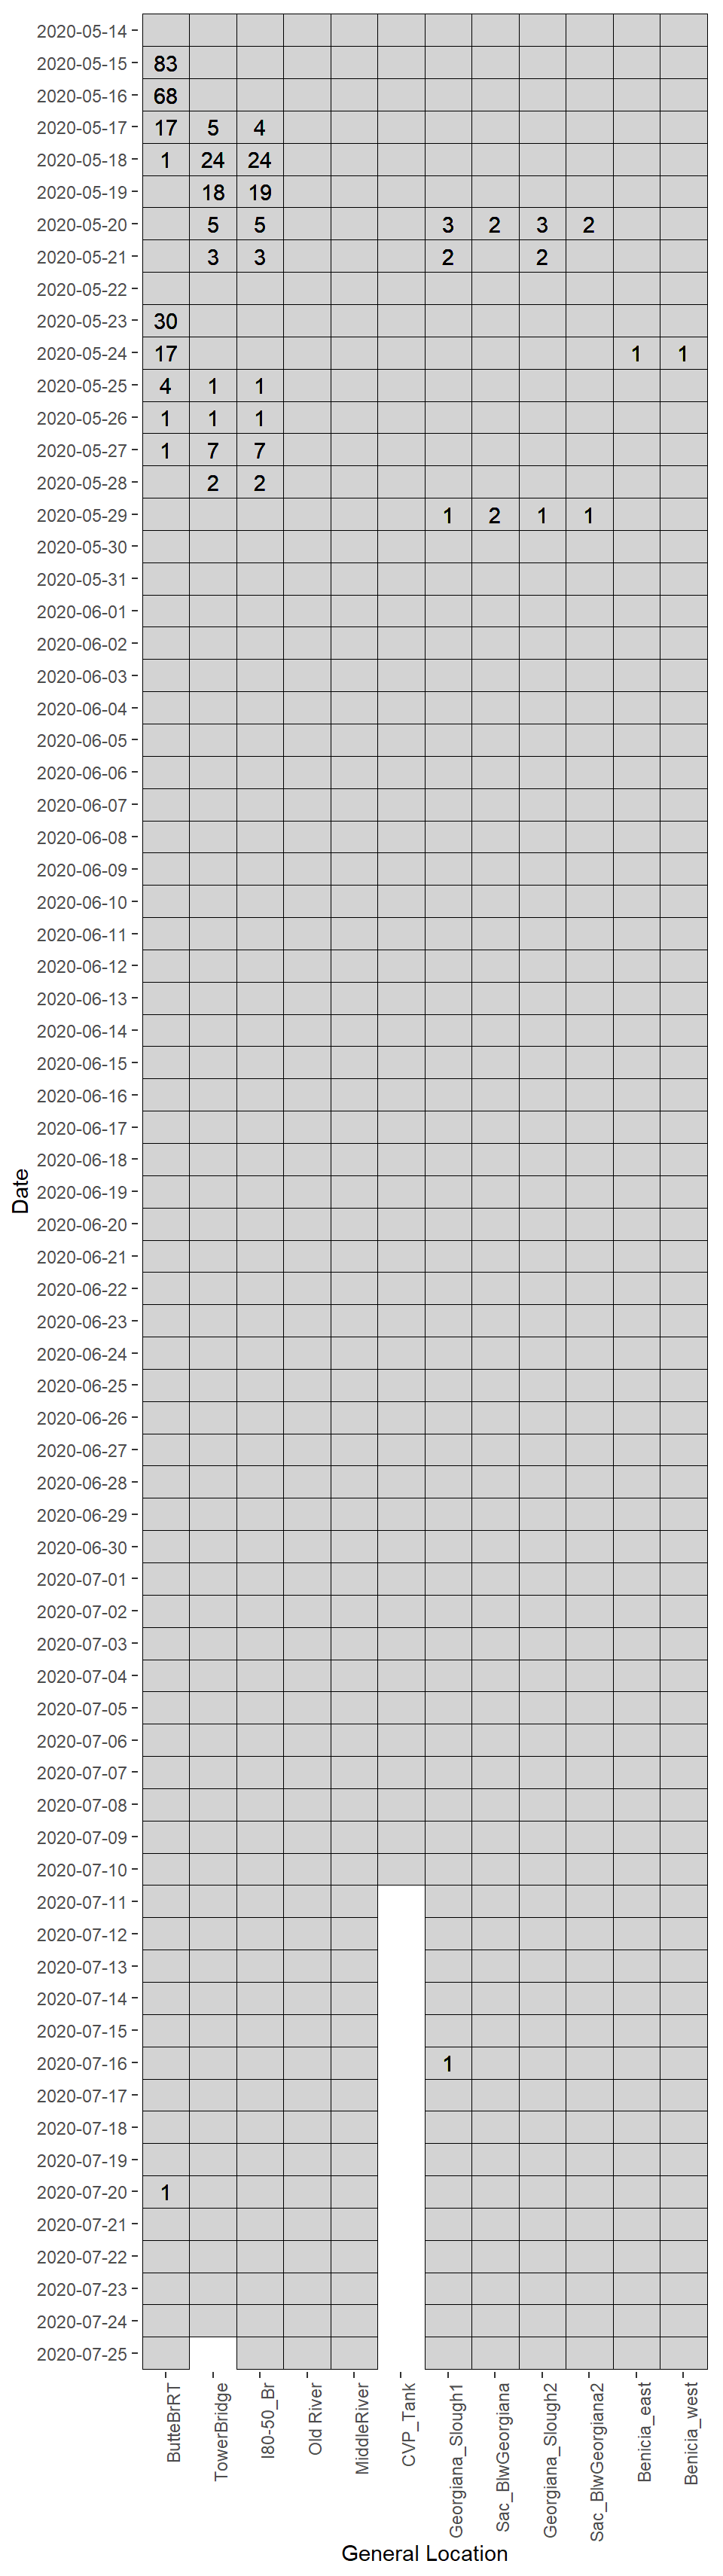 2020-05-14
2020-05-15 83
2020-05-16 68
2020-05-17 17 5 4
2020-05-18 1 24 24
2020-05-19 18 19
2020-05-20 5 5 3 2 3 2
2020-05-21 3 3 2 2
2020-05-22
2020-05-23 30
2020-05-24 17 1 1
2020-05-25 4 1 1
2020-05-26 1 1 1
2020-05-27 1 7 7
2020-05-28 2 2
2020-05-29 1 2 1 1
2020-05-30
2020-05-31
2020-06-01
2020-06-02
2020-06-03
2020-06-04
2020-06-05
2020-06-06
2020-06-07
2020-06-08
2020-06-09
2020-06-10
2020-06-11
2020-06-12
2020-06-13
2020-06-14
2020-06-15
2020-06-16
2020-06-17
2020-06-18
2020-06-19
2020-06-20
2020-06-21
2020-06-22
2020-06-23
2020-06-24
2020-06-25
2020-06-26
2020-06-27
2020-06-28
2020-06-29
2020-06-30
2020-07-01
2020-07-02
2020-07-03
2020-07-04
2020-07-05
2020-07-06
2020-07-07
2020-07-08
2020-07-09
2020-07-10
2020-07-11
2020-07-12
2020-07-13
2020-07-14
2020-07-15
2020-07-16 1
2020-07-17
2020-07-18
2020-07-19
2020-07-20 1
2020-07-21
2020-07-22
2020-07-23
2020-07-24
2020-07-25
Date
ButteBrRT
TowerBridge
I80-50_Br
Old River
MiddleRiver
CVP_Tank
Georgiana_Slough1
Sac_BlwGeorgiana
Georgiana_Slough2
Sac_BlwGeorgiana2
Benicia_east
Benicia_west
General Location